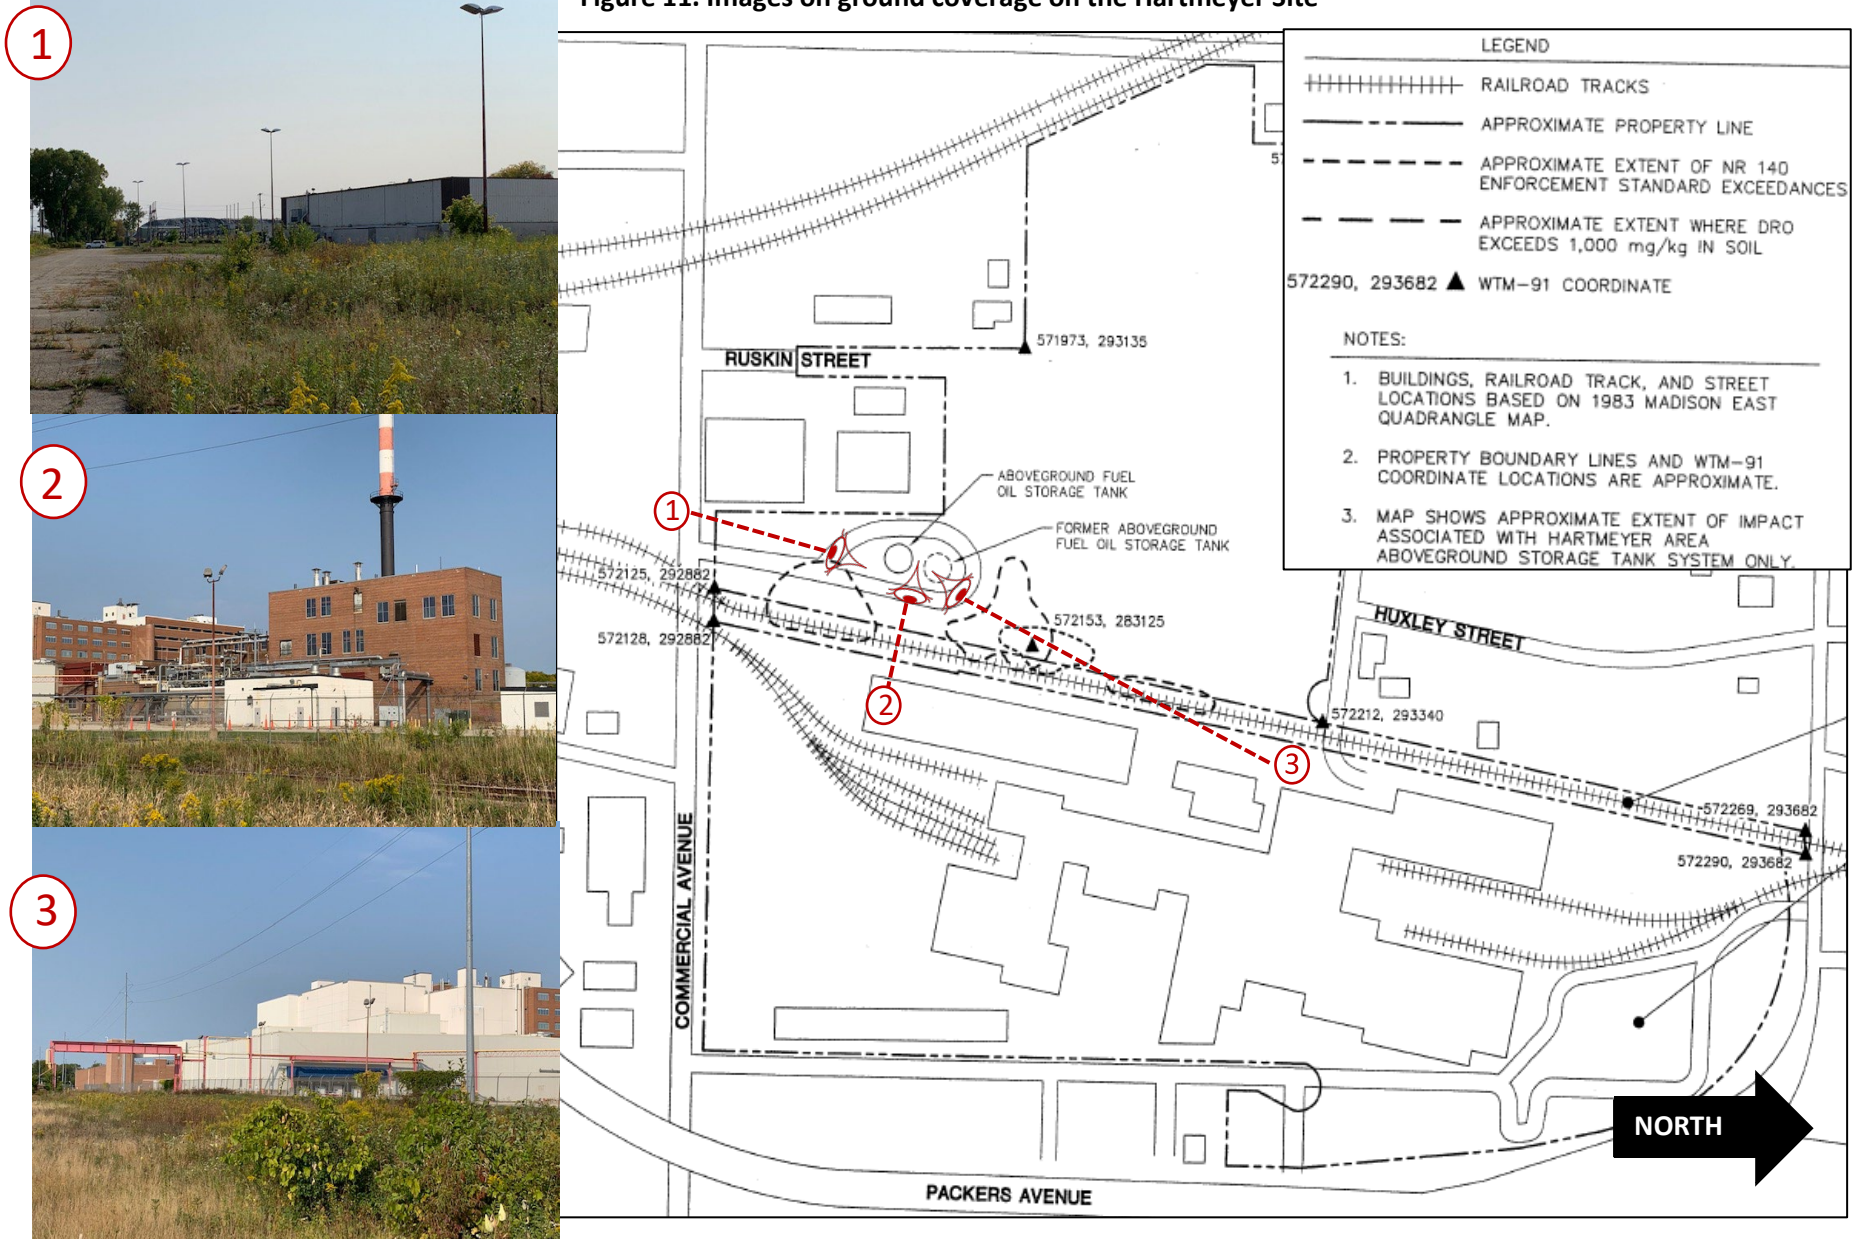 Figure 11: Images on ground coverage on the Hartmeyer Site
1
2
3
LEGEND
RAILROAD TRACKS
APPROXIMATE PROPERTY LINE
APPROXIMATE EXTENT OF NR 140
ENFORCEMENT STANDARD EXCEEDANCES
APPROXIMATE EXTENT WHERE DRO
EXCEEDS 1,000 mg/kg IN SOIL
572290, 293682 ▲ WTM-91 COORDINATE
NOTES:
1. BUILDINGS, RAILROAD TRACK, AND STREET
LOCATIONS BASED ON 1983 MADISON EAST
QUADRANGLE MAP.
2. PROPERTY BOUNDARY LINES AND WTM-91
COORDINATE LOCATIONS ARE APPROXIMATE.
3. MAP SHOWS APPROXIMATE EXTENT OF IMPACT
ASSOCIATED WITH HARTMEYER AREA
ABOVEGROUND STORAGE TANK SYSTEM ONLY.
57
571973, 293135
RUSKIN STREET
ABOVEGROUND FUEL
OIL STORAGE TANK
1
FORMER ABOVEGROUND
FUEL OIL STORAGE TANK
572125, 292882
572128, 292882
572153, 283125
HUXLEY STREET
2
572212, 293340
3
572269, 293682
572290, 293682
COMMERCIAL AVENUE
NORTH
PACKERS AVENUE